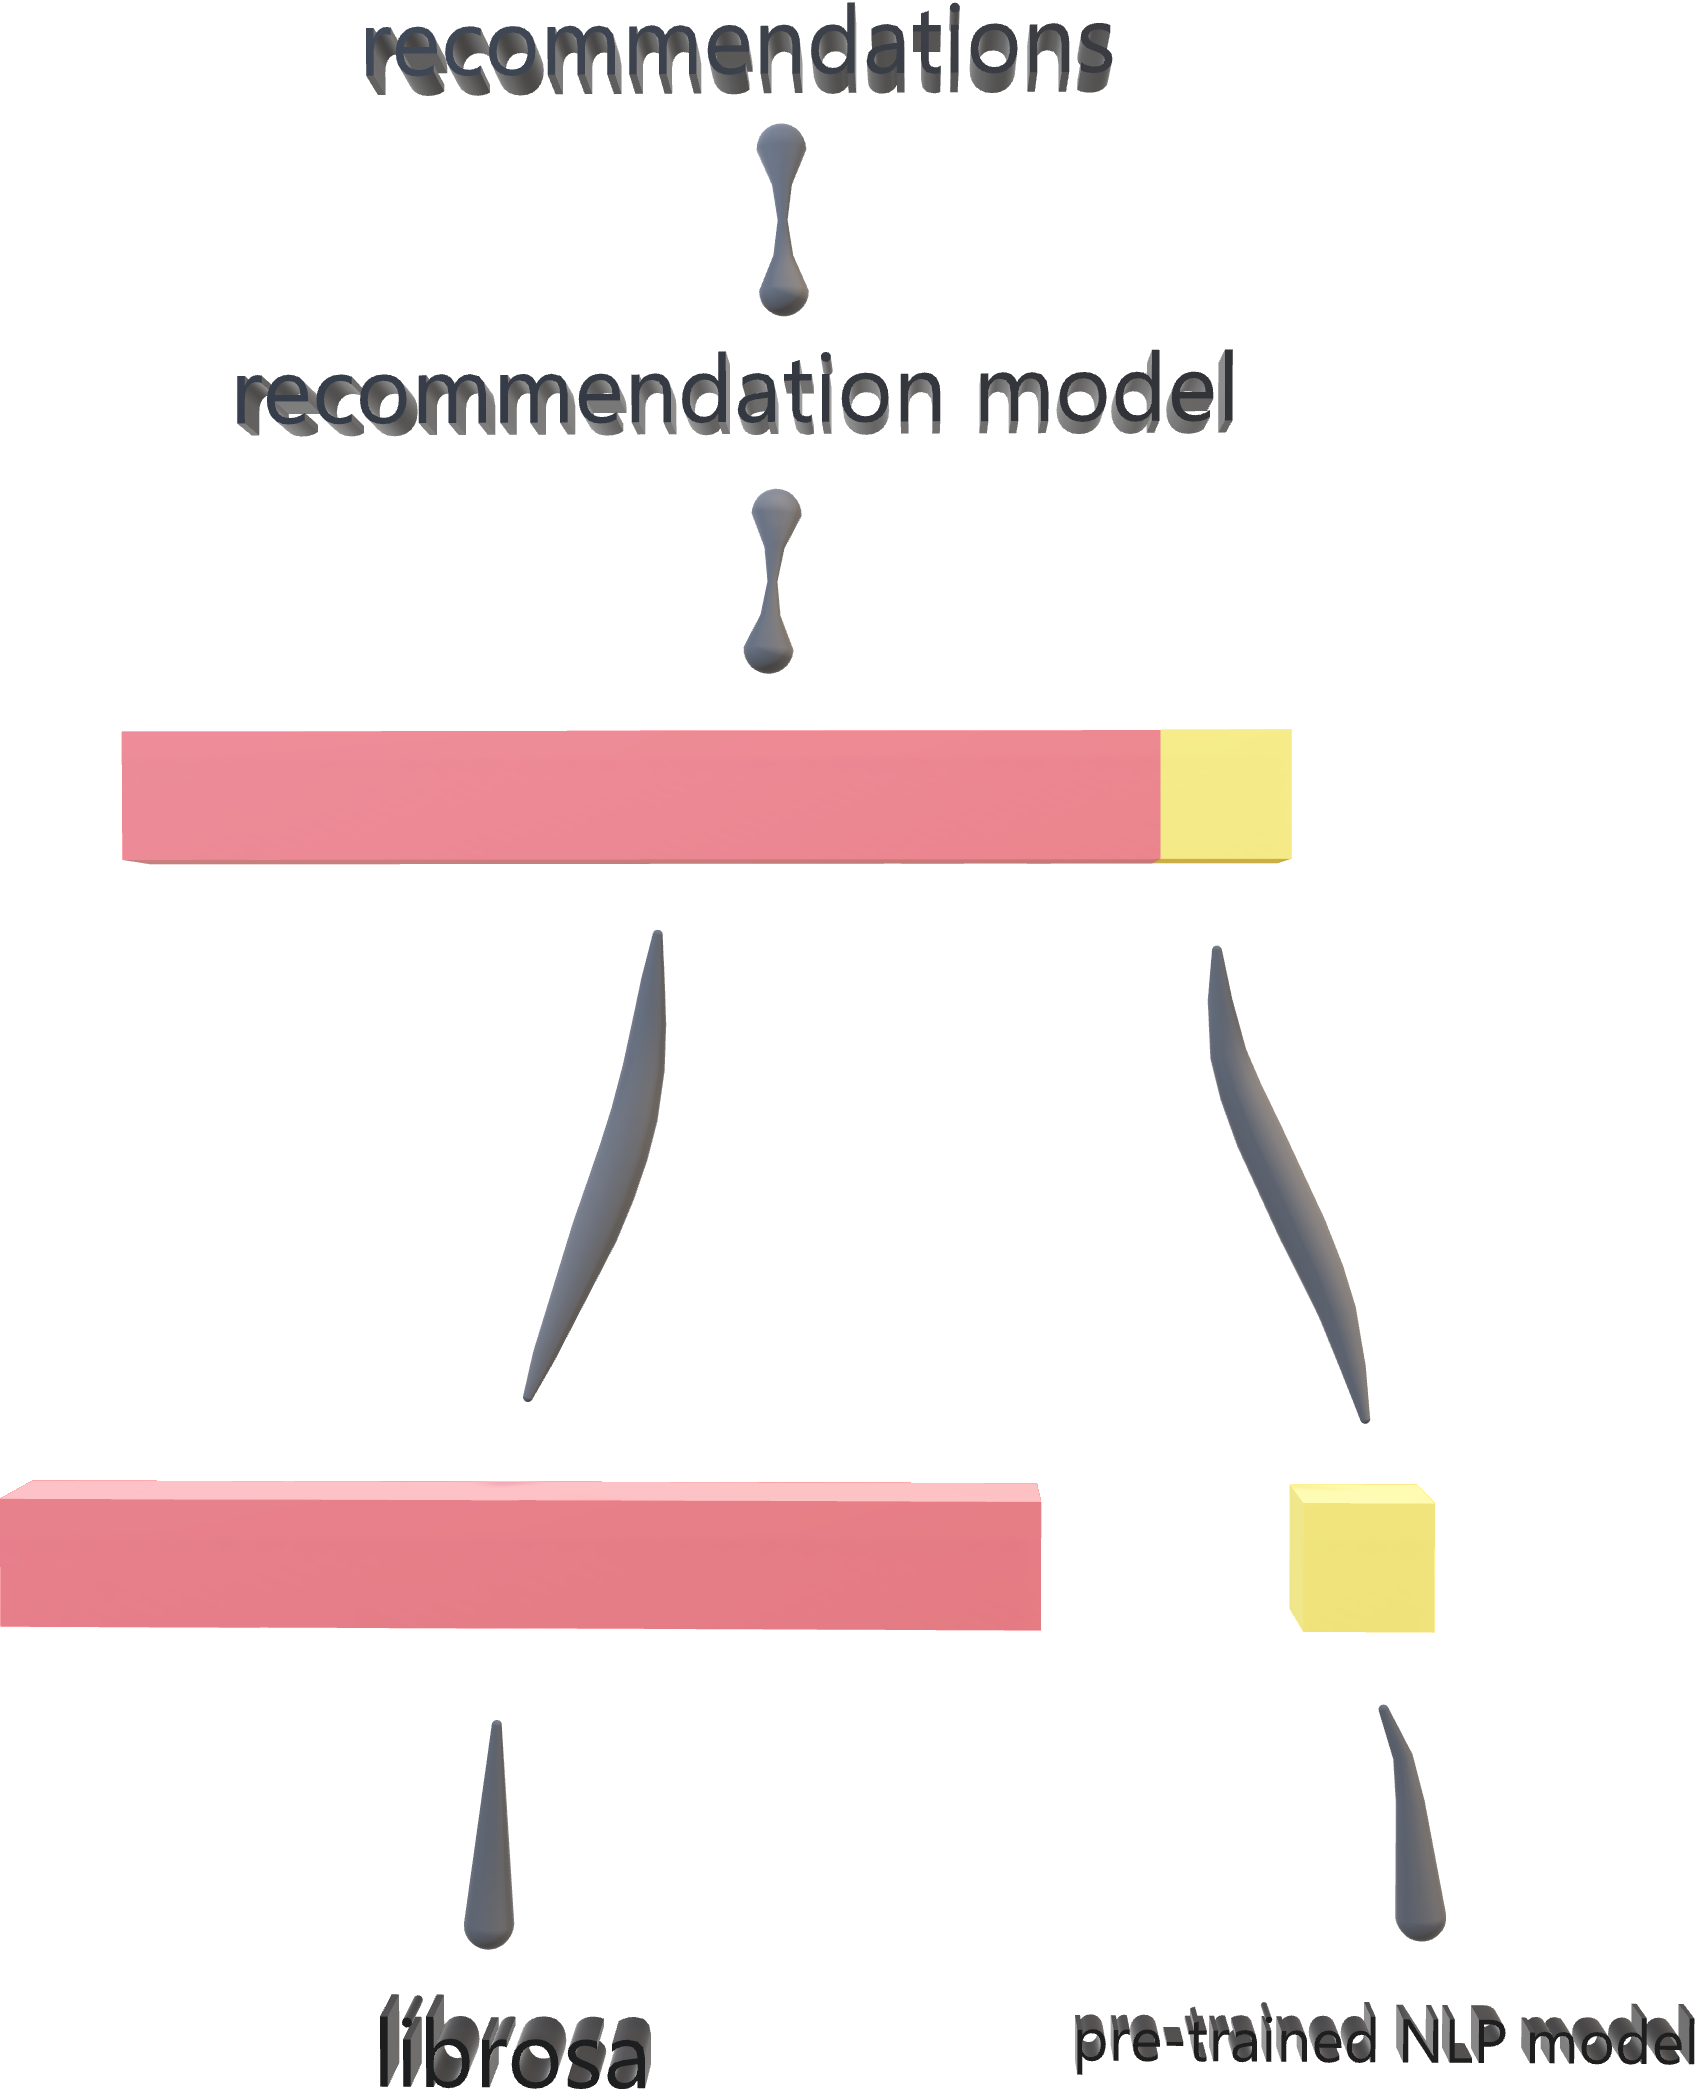 recommendations
recommendation model
librosa
pre-trained NLP model